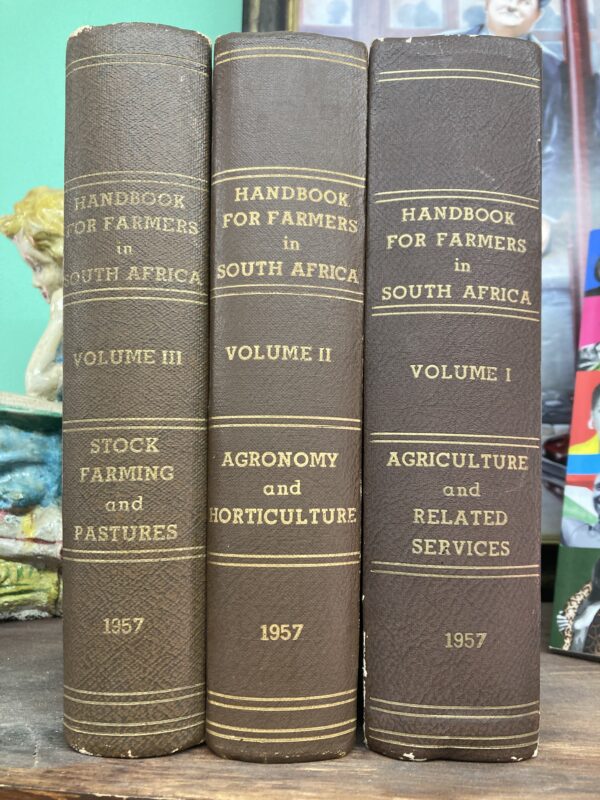 HANDBOOK
FOR FARMERS
in
SOUTH AFRICA
VOLUME III
STOCK
FARMING
and
PASTURES
1957
HANDBOOK
FOR FARMERS
in
SOUTH AFRICA
VOLUME II
AGRONOMY
and
HORTICULTURE
1957
HANDBOOK
FOR FARMERS
in
SOUTH AFRICA
VOLUME I
AGRICULTURE
and
RELATED
SERVICES
1957